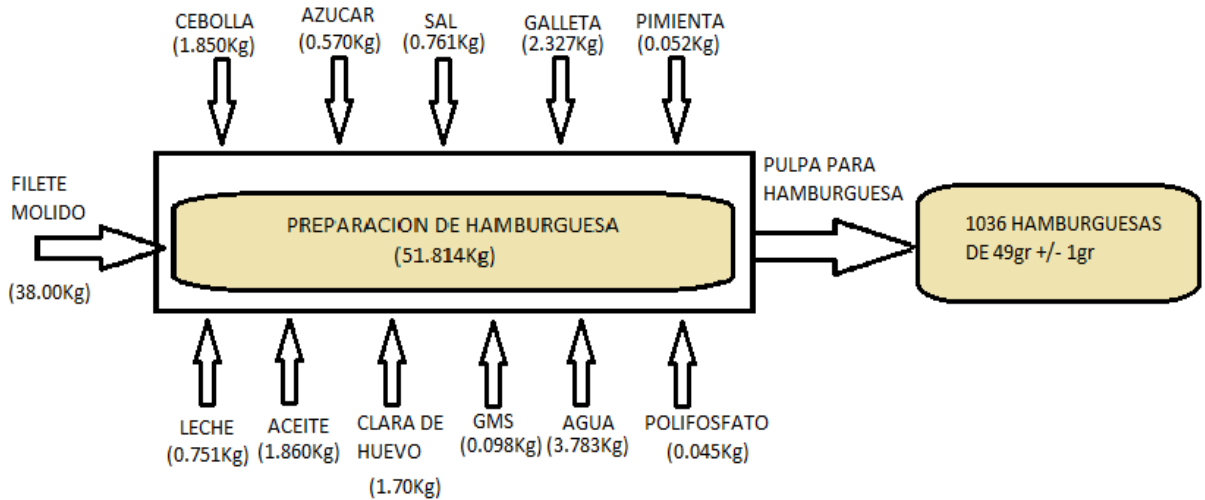 CEBOLLA
(1.850Kg)
AZUCAR
(0.570Kg)
SAL
(0.761Kg)
GALLETA
(2.327Kg)
PIMIENTA
(0.052Kg)
FILETE
MOLIDO
(38.00Kg)
PREPARACION DE HAMBURGUESA
(51.814Kg)
PULPA PARA
HAMBURGUESA
1036 HAMBURGUESAS
DE 49gr +/- 1gr
LECHE
(0.751Kg)
ACEITE
(1.860Kg)
CLARA DE
HUEVO
(1.70Kg)
GMS
(0.098Kg)
AGUA
(3.783Kg)
POLIFOSFATO
(0.045Kg)